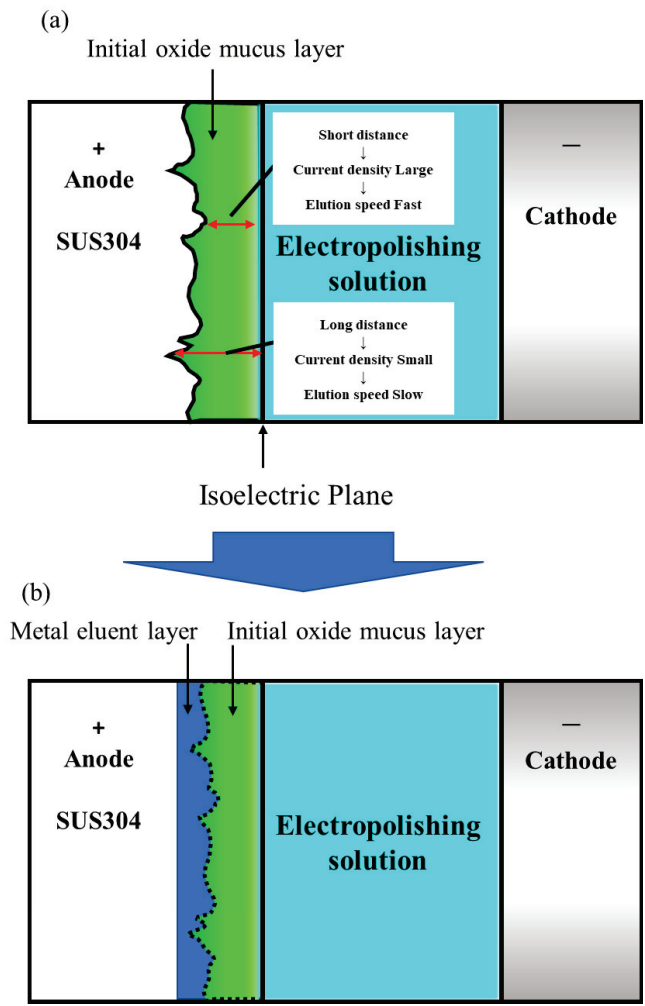 (a)
Initial oxide mucus layer
+
Anode
SUS304
Short distance
↓
Current density Large
↓
Elution speed Fast
Electropolishing
solution
Long distance
↓
Current density Small
↓
Elution speed Slow
—
Cathode
Isoelectric Plane
(b)
Metal eluent layer
Initial oxide mucus layer
+
Anode
SUS304
Electropolishing
solution
—
Cathode